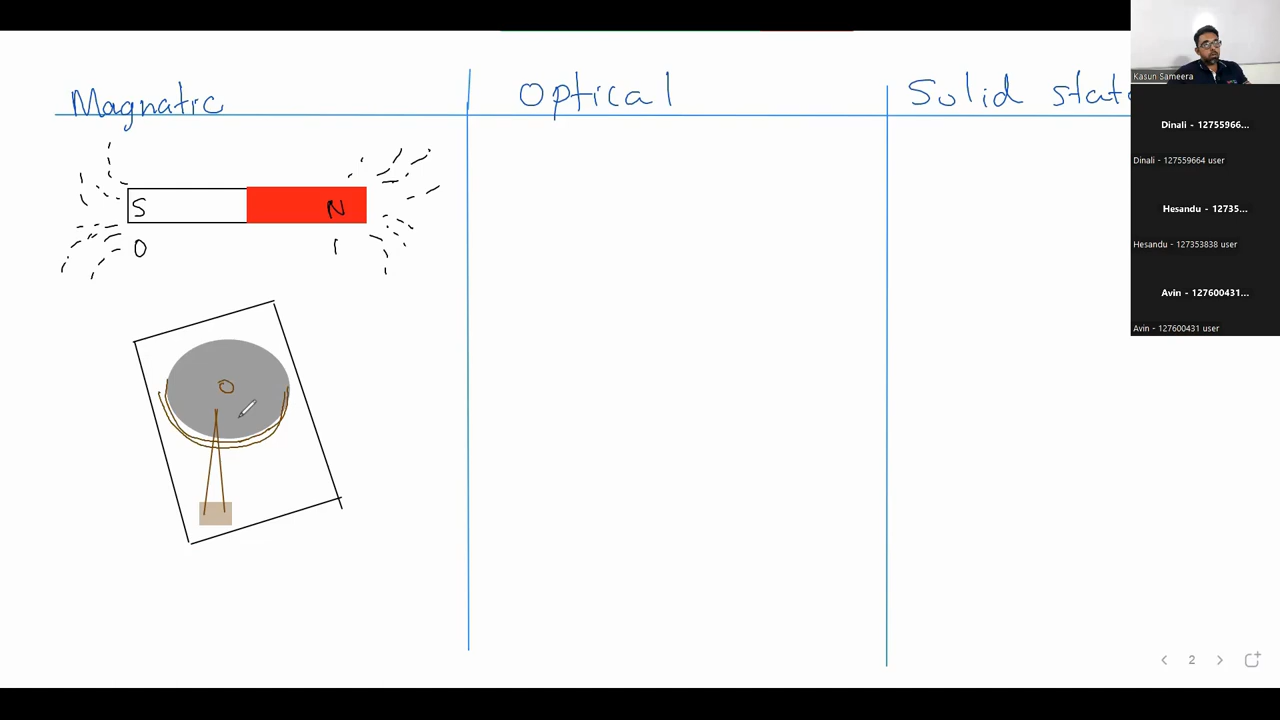 Magnatic
Optical
Solid stat
S
N
0
1
Kasun Sameera
Dinali - 12755966...
Dinali - 127559664 user
Hesandu - 12735...
Hesandu - 127353838 user
Avin - 127600431...
Avin - 127600431 user
2